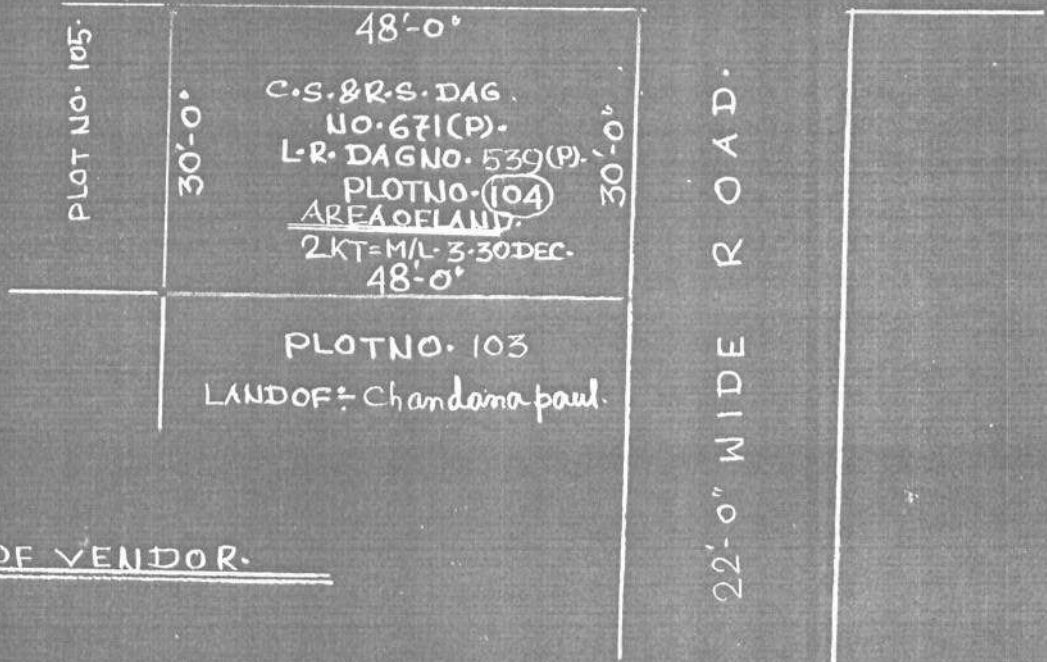 PLOT NO. 105.
48'-0"
30'-0"
C.S.&R.S. DAG.
NO. 671(P).
L.R. DAGNO. 539(P).
PLOTNO. 104
AREA OF LAND.
2KT=M/L. 3.30DEC.
48'-0"
30'-0"
22'-0" WIDE ROAD.
PLOTNO. 103
LANDOF:- Chandana paul.
OF VENDOR.